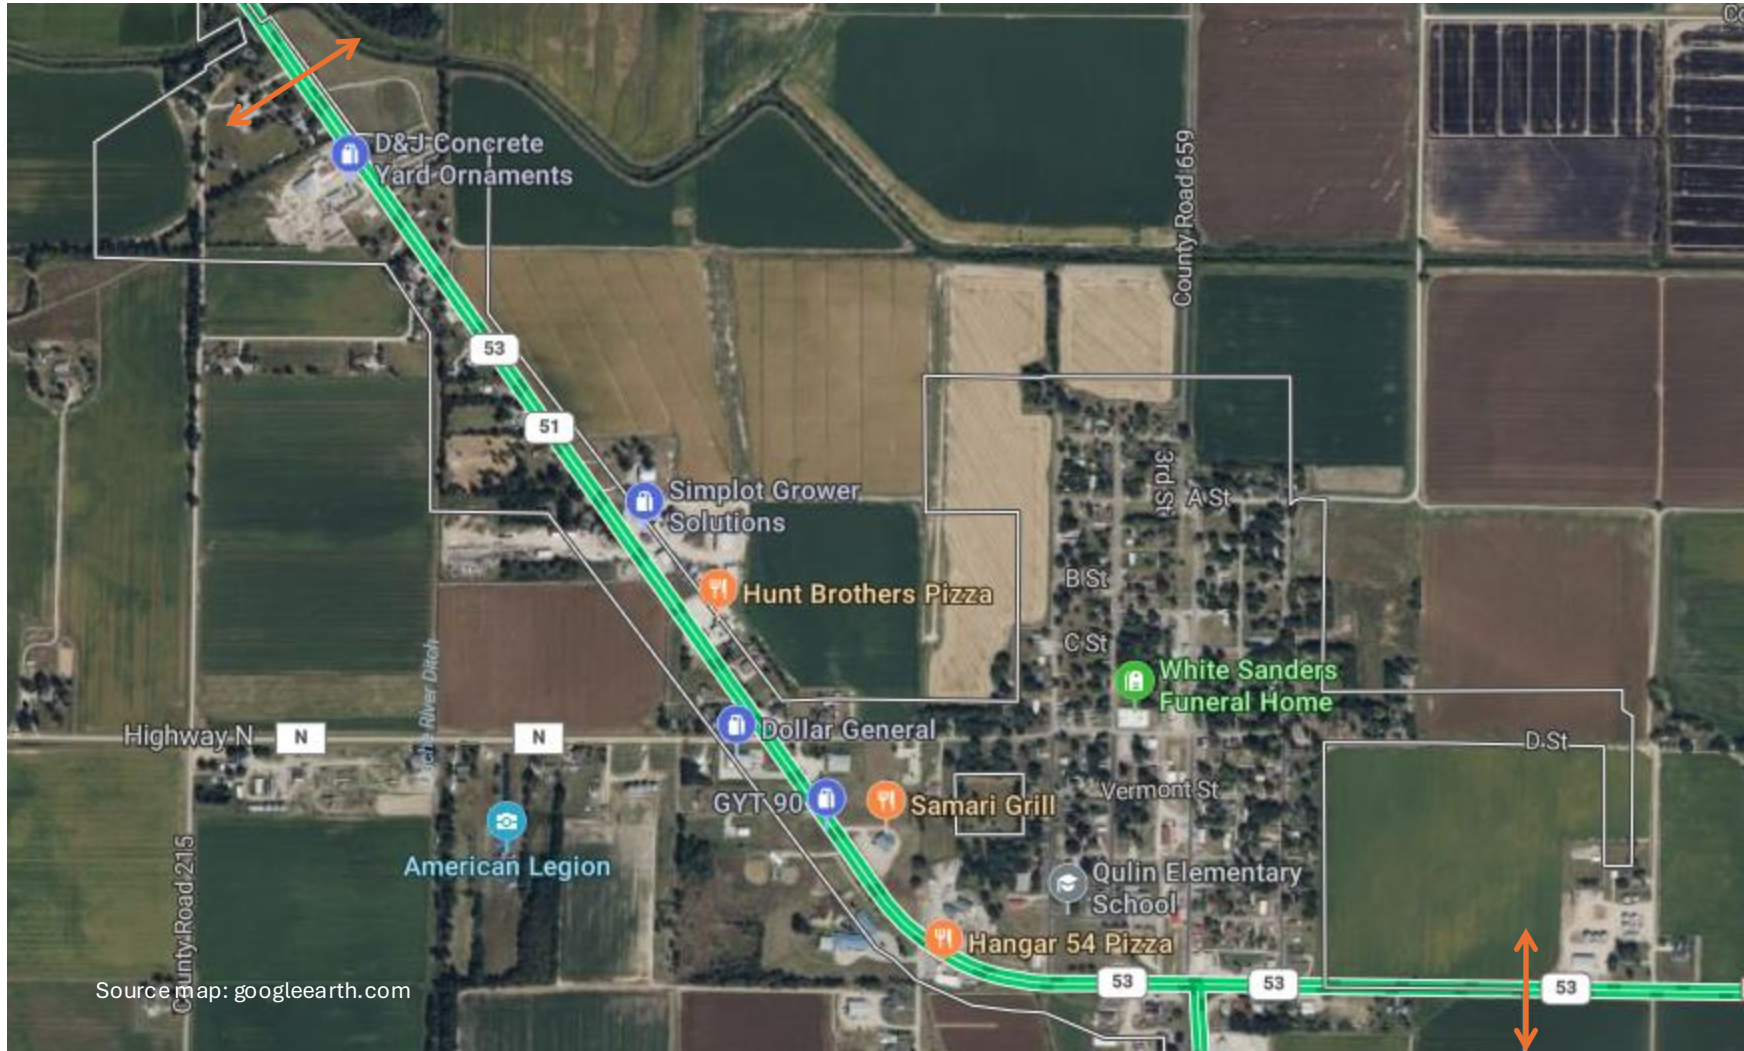 Co
D&J Concrete
Yard Ornaments
County Road 659
53
51
3rd St
A St
Simplot Grower
Solutions
B St
Hunt Brothers Pizza
C St
White Sanders
Funeral Home
Highway N
N
N
Dollar General
D St
River Ditch
GYT 90
Samari Grill
Vermont St
American Legion
Qulin Elementary
School
County Road 215
Hangar 54 Pizza
53
53
53
Source map: googleearth.com